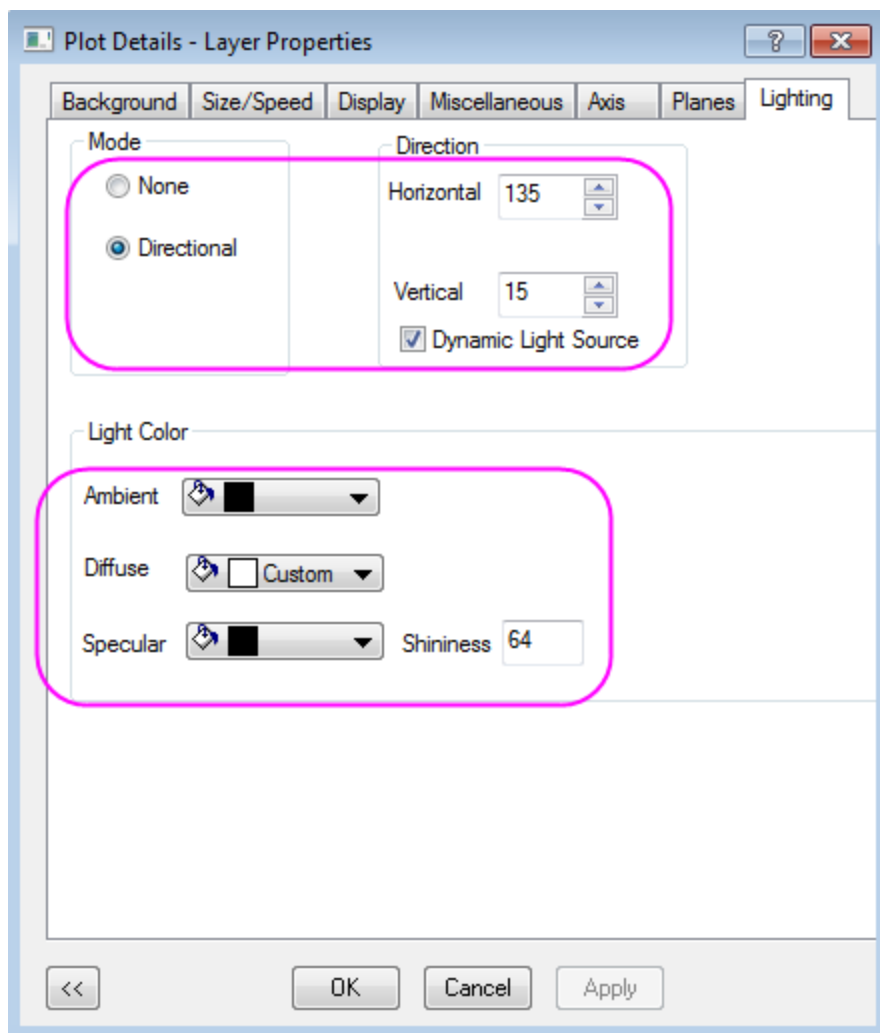 Plot Details - Layer Properties
Background Size/Speed Display Miscellaneous Axis Planes Lighting
Mode
Direction
None
Horizontal 135
Directional
Vertical 15
Dynamic Light Source
Light Color
Ambient
Diffuse Custom
Specular Shininess 64
<< OK Cancel Apply